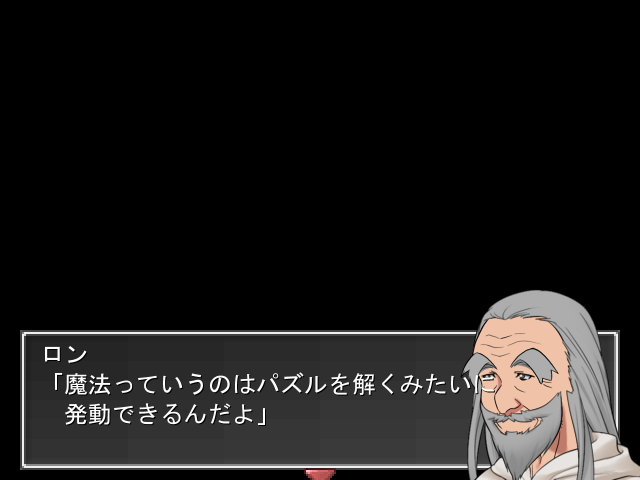 ロン
「魔法っていうのはパズルを解くみたいに
発動できるんだよ」